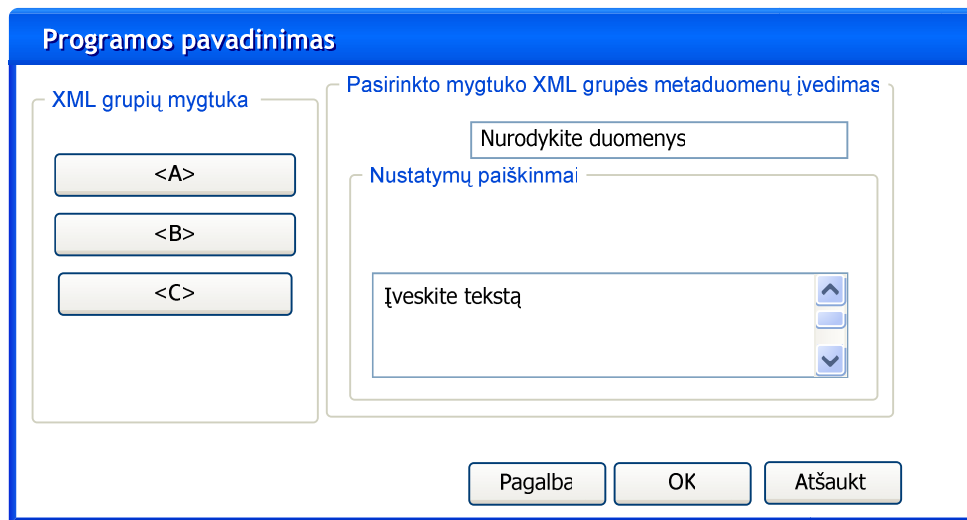 Programos pavadinimas
XML grupių mygtuka
<A>
<B>
<C>
Pasirinkto mygtuko XML grupės metaduomenų įvedimas
Nurodykite duomenys
Nustatymų paiškinmai
Įveskite tekstą
Pagalba
OK
Atšaukt